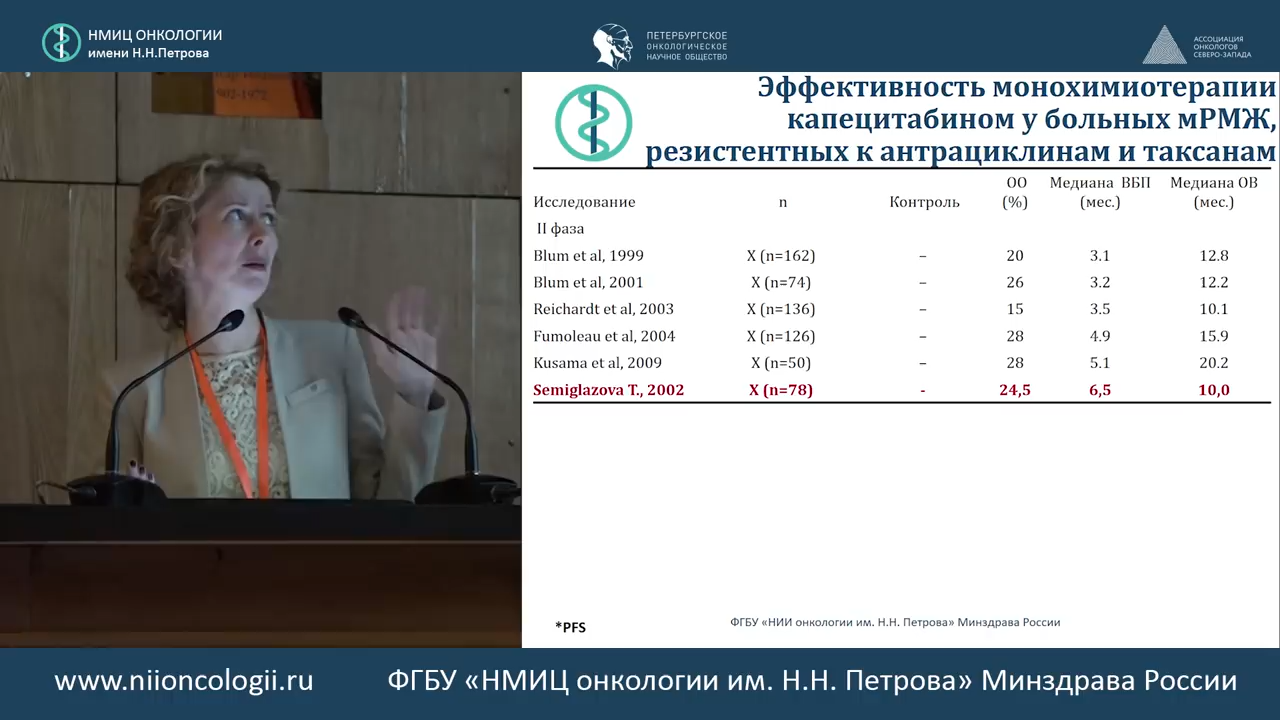 НМИЦ ОНКОЛОГИИ
имени Н.Н.Петрова
ПЕТЕРБУРГСКОЕ
ОНКОЛОГИЧЕСКОЕ
НАУЧНОЕ ОБЩЕСТВО
АССОЦИАЦИЯ
ОНКОЛОГОВ
СЕВЕРО-ЗАПАДА
Эффективность монохимиотерапии
капецитабином у больных мРМЖ,
резистентных к антрациклинам и таксанам
Исследование n Контроль ОО (%) Медиана ВБП (мес.) Медиана ОВ (мес.)
II фаза
Blum et al, 1999 X (n=162) – 20 3.1 12.8
Blum et al, 2001 X (n=74) – 26 3.2 12.2
Reichardt et al, 2003 X (n=136) – 15 3.5 10.1
Fumoleau et al, 2004 X (n=126) – 28 4.9 15.9
Kusama et al, 2009 X (n=50) – 28 5.1 20.2
Semiglazova T., 2002 X (n=78) - 24,5 6,5 10,0
*PFS
ФГБУ «НИИ онкологии им. Н.Н. Петрова» Минздрава России
www.niioncologii.ru
ФГБУ «НМИЦ онкологии им. Н.Н. Петрова» Минздрава России